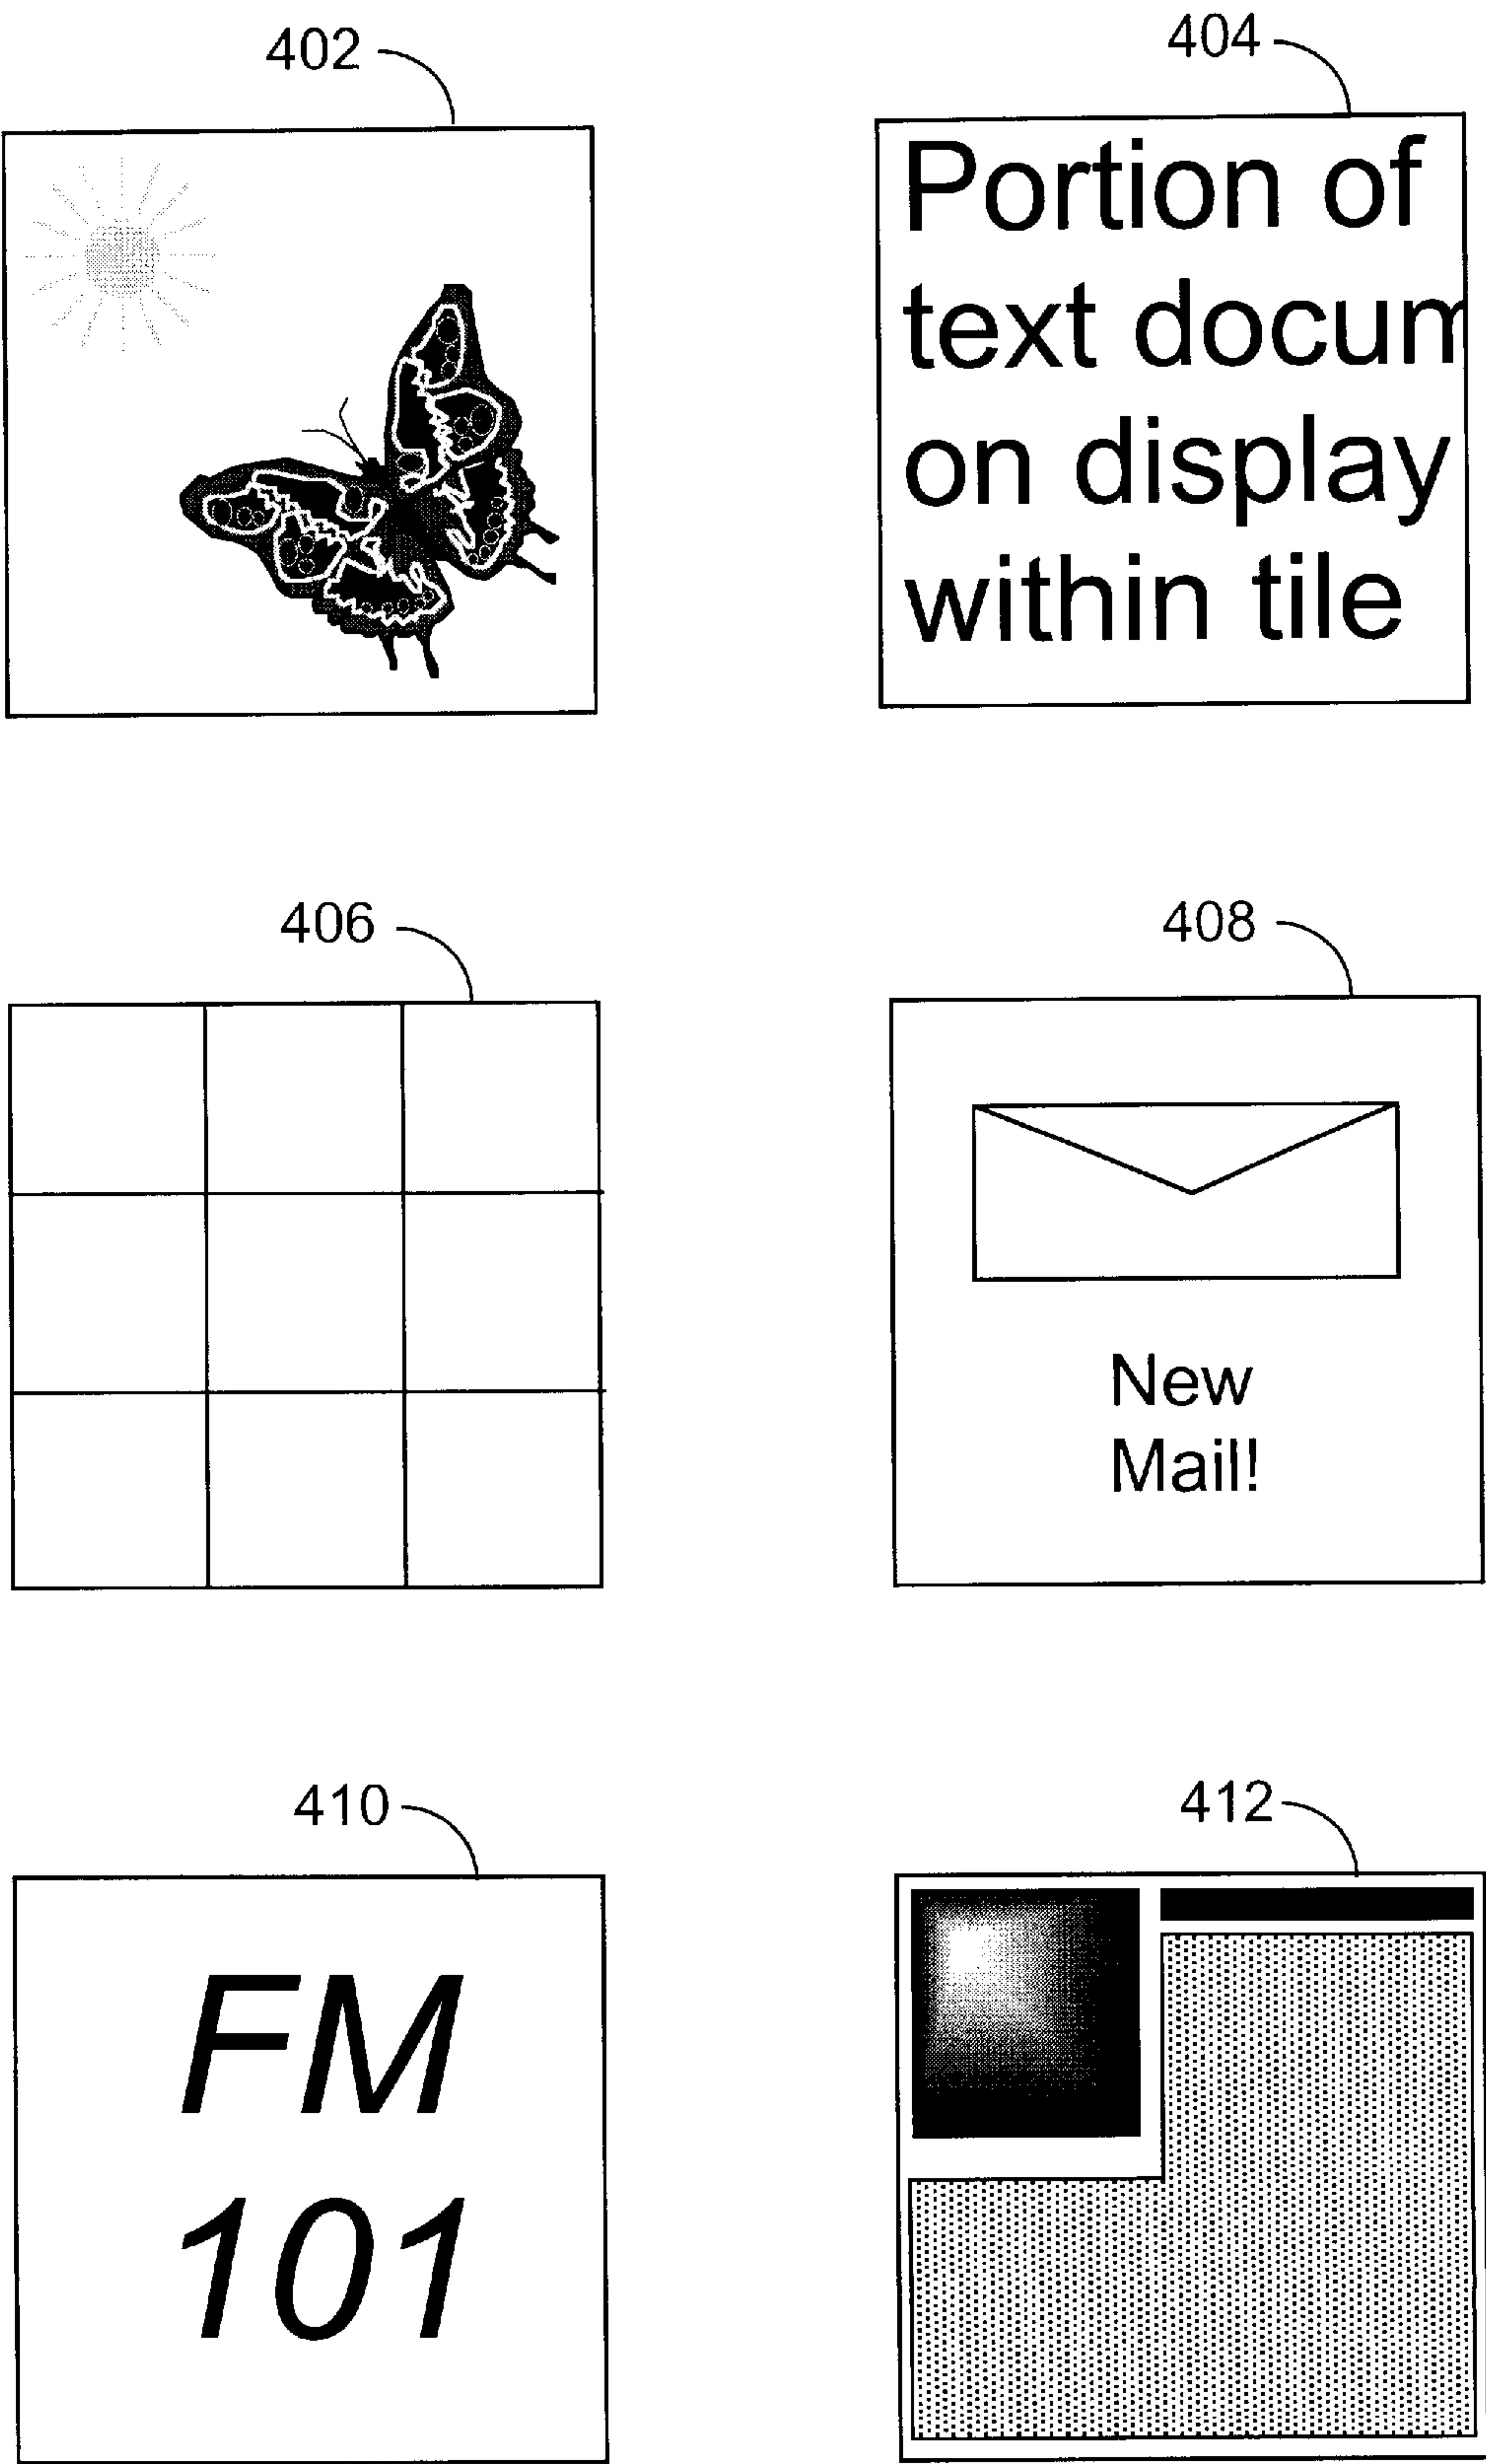 402
404
Portion of
text docum
on display
within tile
406
408
New
Mail!
410
412
FM
101